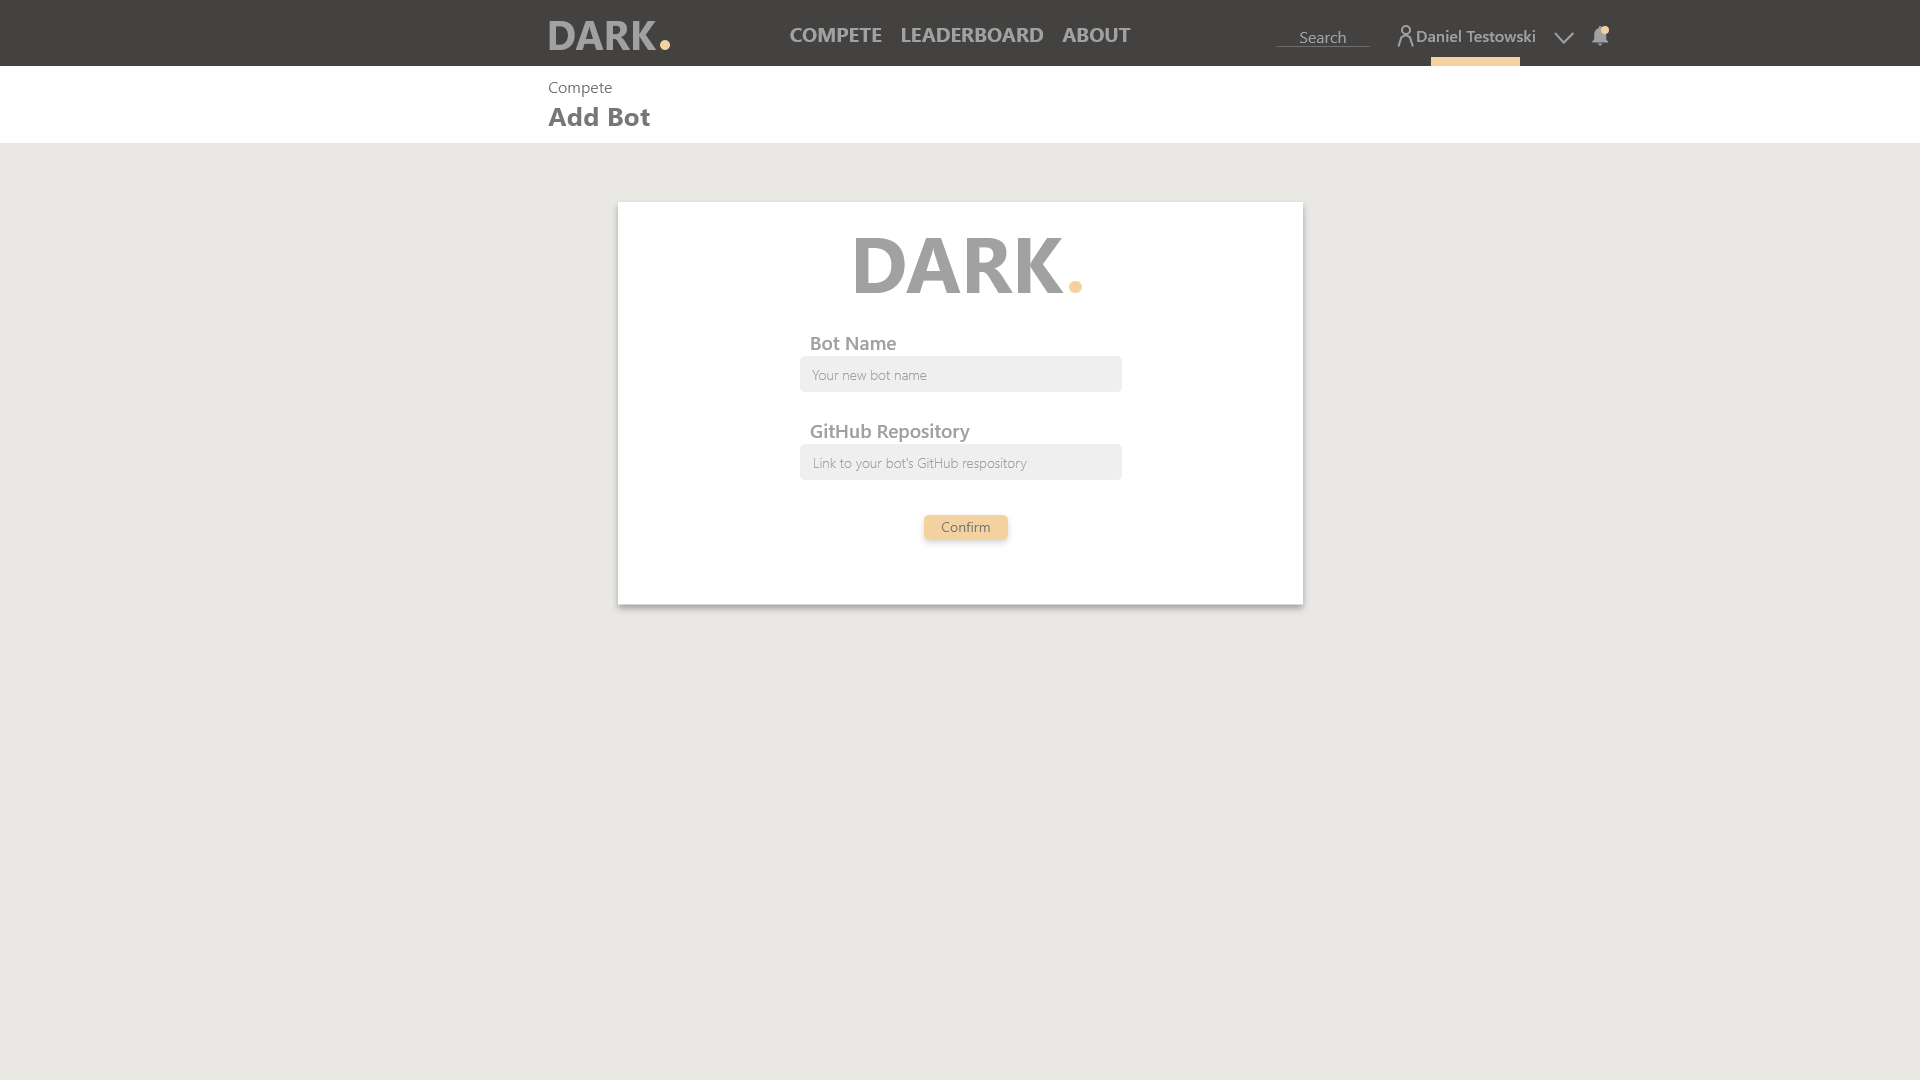 DARK.
COMPETE LEADERBOARD ABOUT
Search
Daniel Testowski
Compete
Add Bot
DARK.
Bot Name
Your new bot name
GitHub Repository
Link to your bot's GitHub respository
Confirm